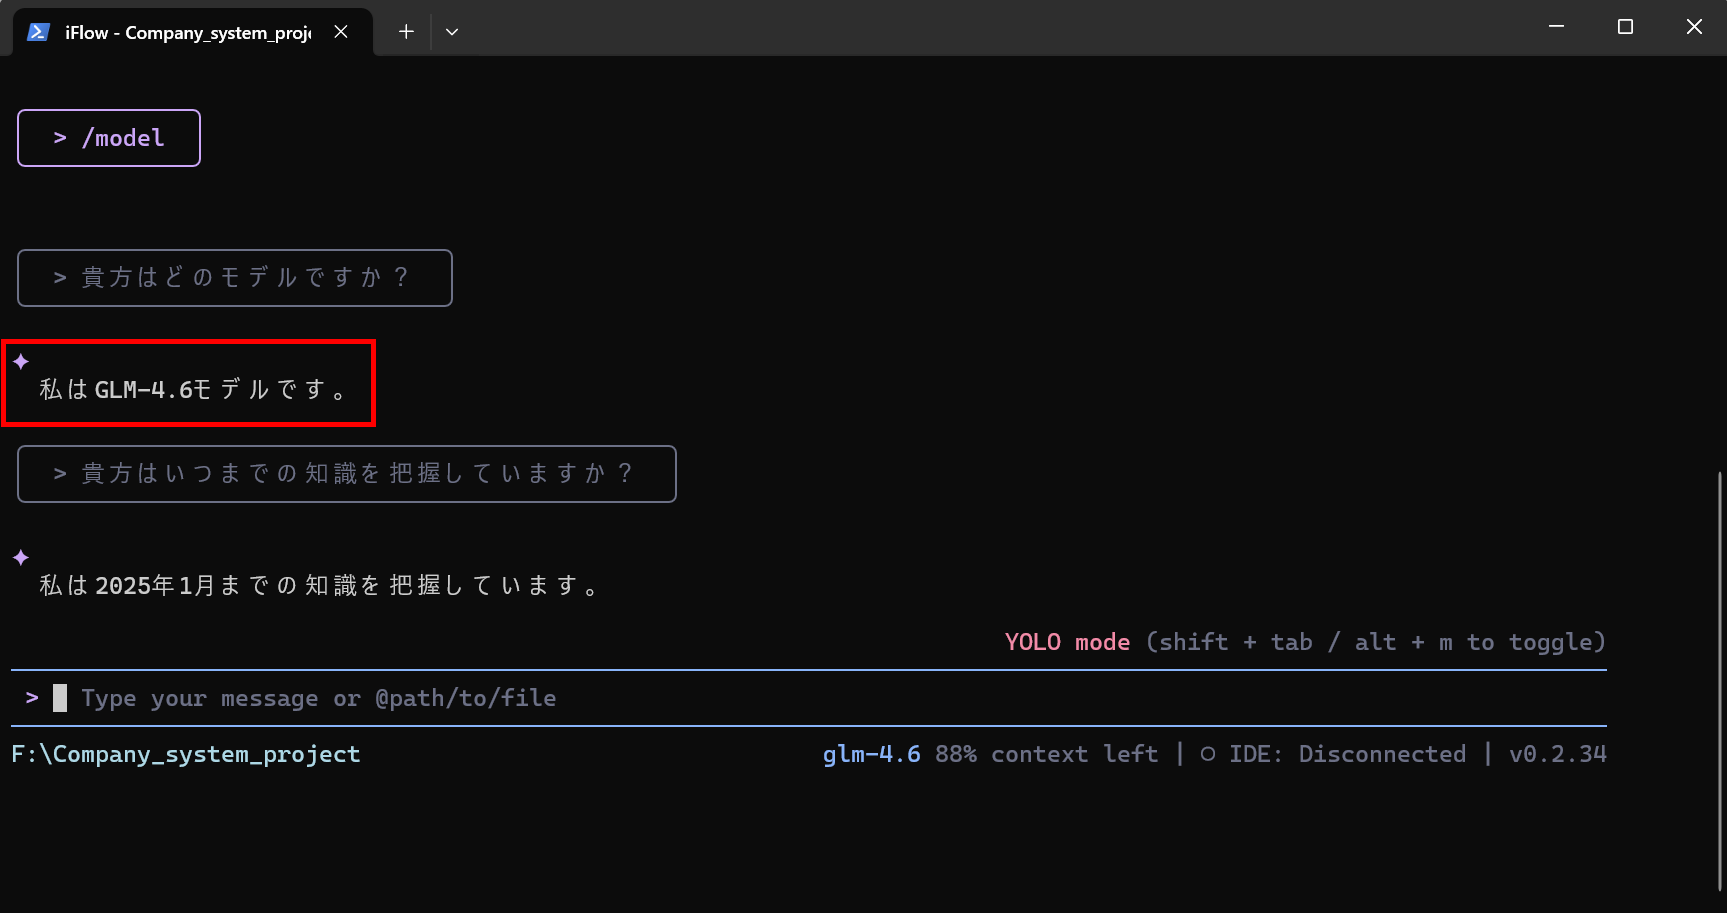 iFlow - Company_system_proj
> /model
> 貴方はどのモデルですか？
私はGLM-4.6モデルです。
> 貴方はいつまでの知識を把握していますか？
私は2025年1月までの知識を把握しています。
YOLO mode (shift + tab / alt + m to toggle)
> Type your message or @path/to/file
F:\Company_system_project glm-4.6 88% context left | ○ IDE: Disconnected | v0.2.34